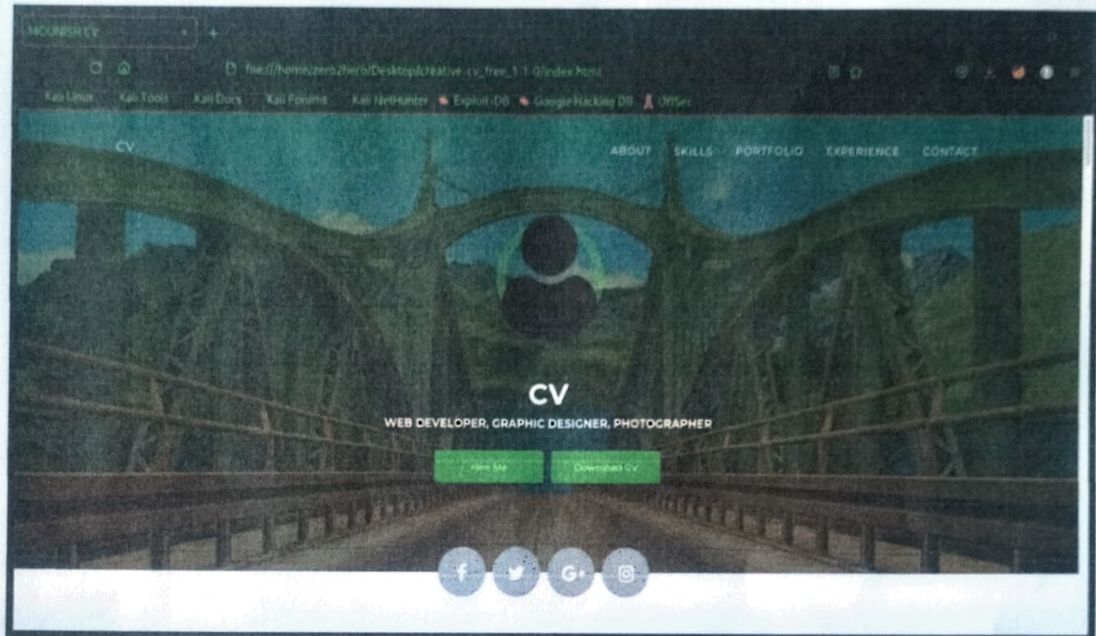 MOUNISH CV
file:///home/zero2hero/Desktop/creative-cv_free_1-1-0/index.html
Kali Linux Kali Tools Kali Docs Kali Forums Kali NetHunter Exploit-DB Google Hacking DB OffSec
CV ABOUT SKILLS PORTFOLIO EXPERIENCE CONTACT
CV
WEB DEVELOPER, GRAPHIC DESIGNER, PHOTOGRAPHER
Hire Me Download CV